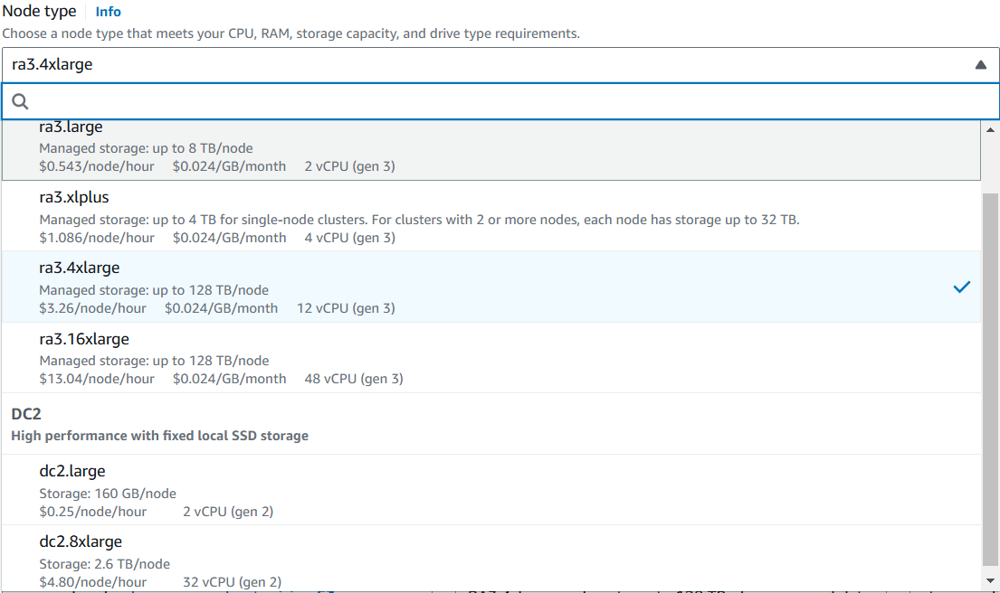 Node type Info
Choose a node type that meets your CPU, RAM, storage capacity, and drive type requirements.
ra3.4xlarge
ra3.large
Managed storage: up to 8 TB/node
$0.543/node/hour $0.024/GB/month 2 vCPU (gen 3)
ra3.xlplus
Managed storage: up to 4 TB for single-node clusters. For clusters with 2 or more nodes, each node has storage up to 32 TB.
$1.086/node/hour $0.024/GB/month 4 vCPU (gen 3)
ra3.4xlarge
Managed storage: up to 128 TB/node
$3.26/node/hour $0.024/GB/month 12 vCPU (gen 3)
ra3.16xlarge
Managed storage: up to 128 TB/node
$13.04/node/hour $0.024/GB/month 48 vCPU (gen 3)
DC2
High performance with fixed local SSD storage
dc2.large
Storage: 160 GB/node
$0.25/node/hour 2 vCPU (gen 2)
dc2.8xlarge
Storage: 2.6 TB/node
$4.80/node/hour 32 vCPU (gen 2)